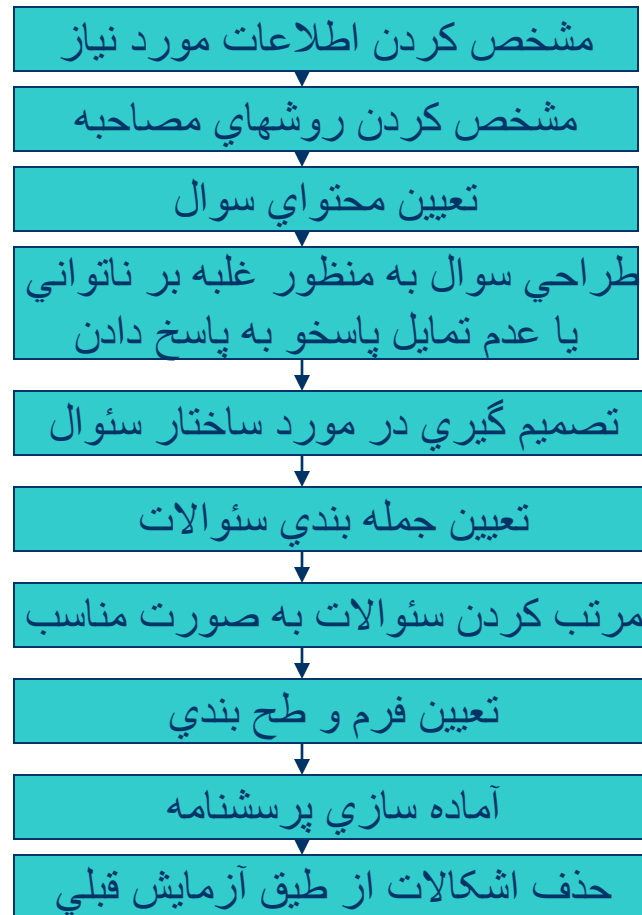 مشخص كردن اطلاعات مورد نياز
مشخص كردن روشهاي مصاحبه
تعيين محتواي سوال
طراحي سوال به منظور غلبه بر ناتواني
يا عدم تمايل پاسخو به پاسخ دادن
تصميم گيري در مورد ساختار سئوال
تعيين جمله بندي سئوالات
مرتب كردن سئوالات به صورت مناسب
تعيين فرم و طح بندي
آماده سازي پرسشنامه
حذف اشكالات از طيق آزمايش قبلي